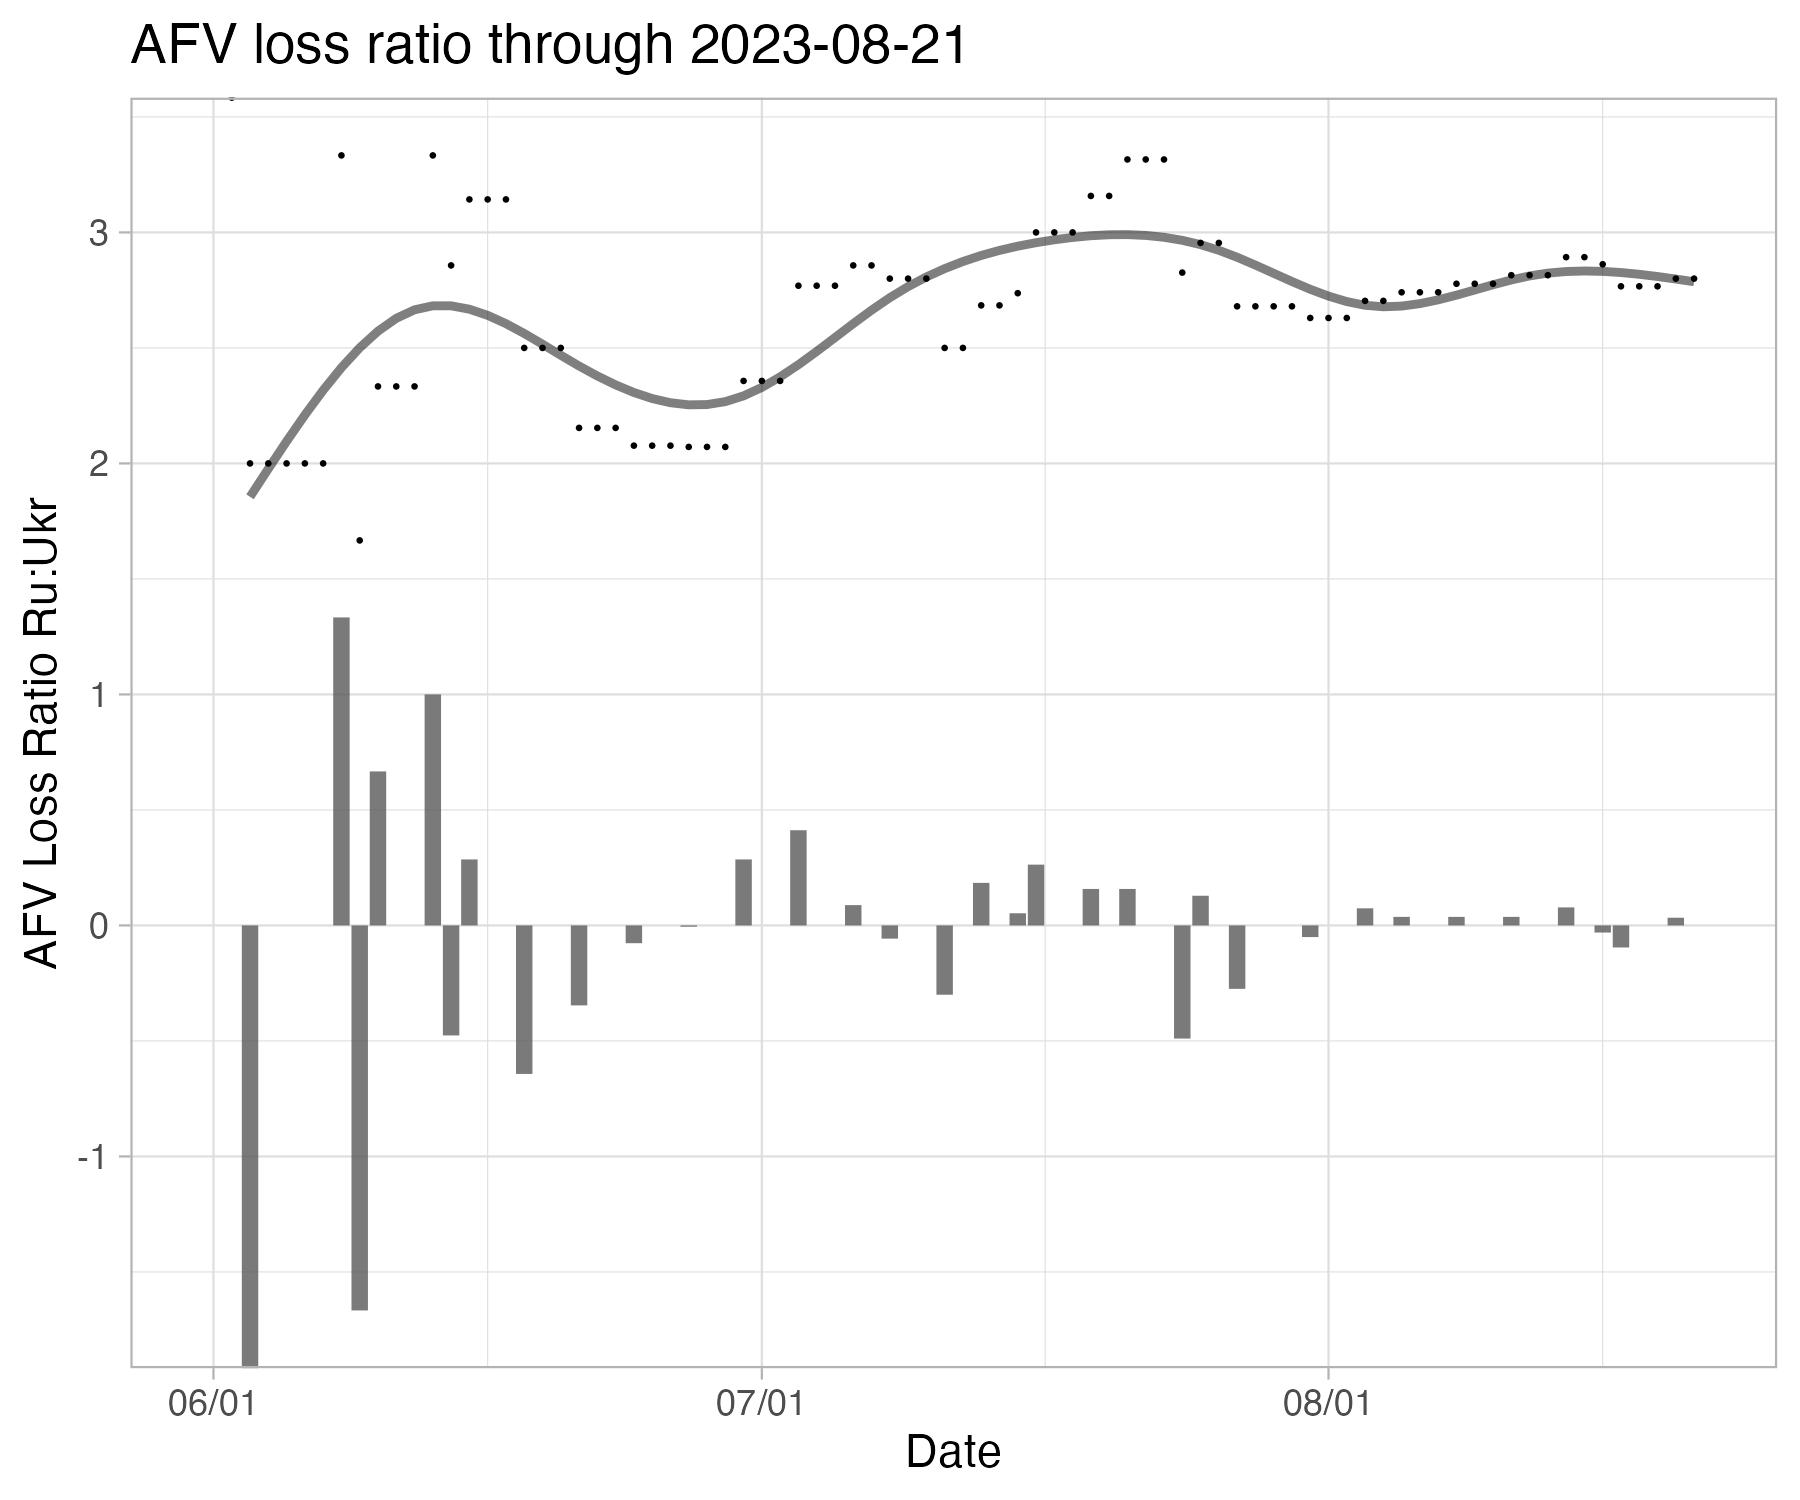 AFV loss ratio through 2023-08-21
AFV Loss Ratio Ru:Ukr
3
2
1
0
-1
06/01
07/01
08/01
Date